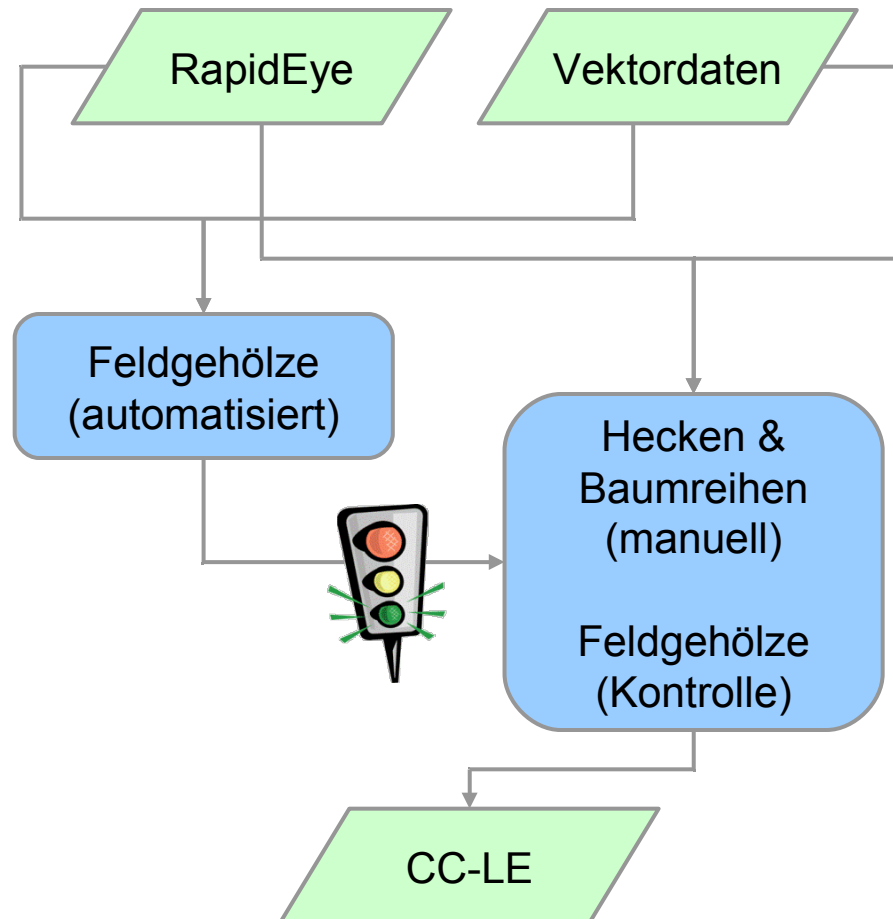 RapidEye
Vektordaten
Feldgehölze
(automatisiert)
Hecken &
Baumreihen
(manuell)
Feldgehölze
(Kontrolle)
CC-LE